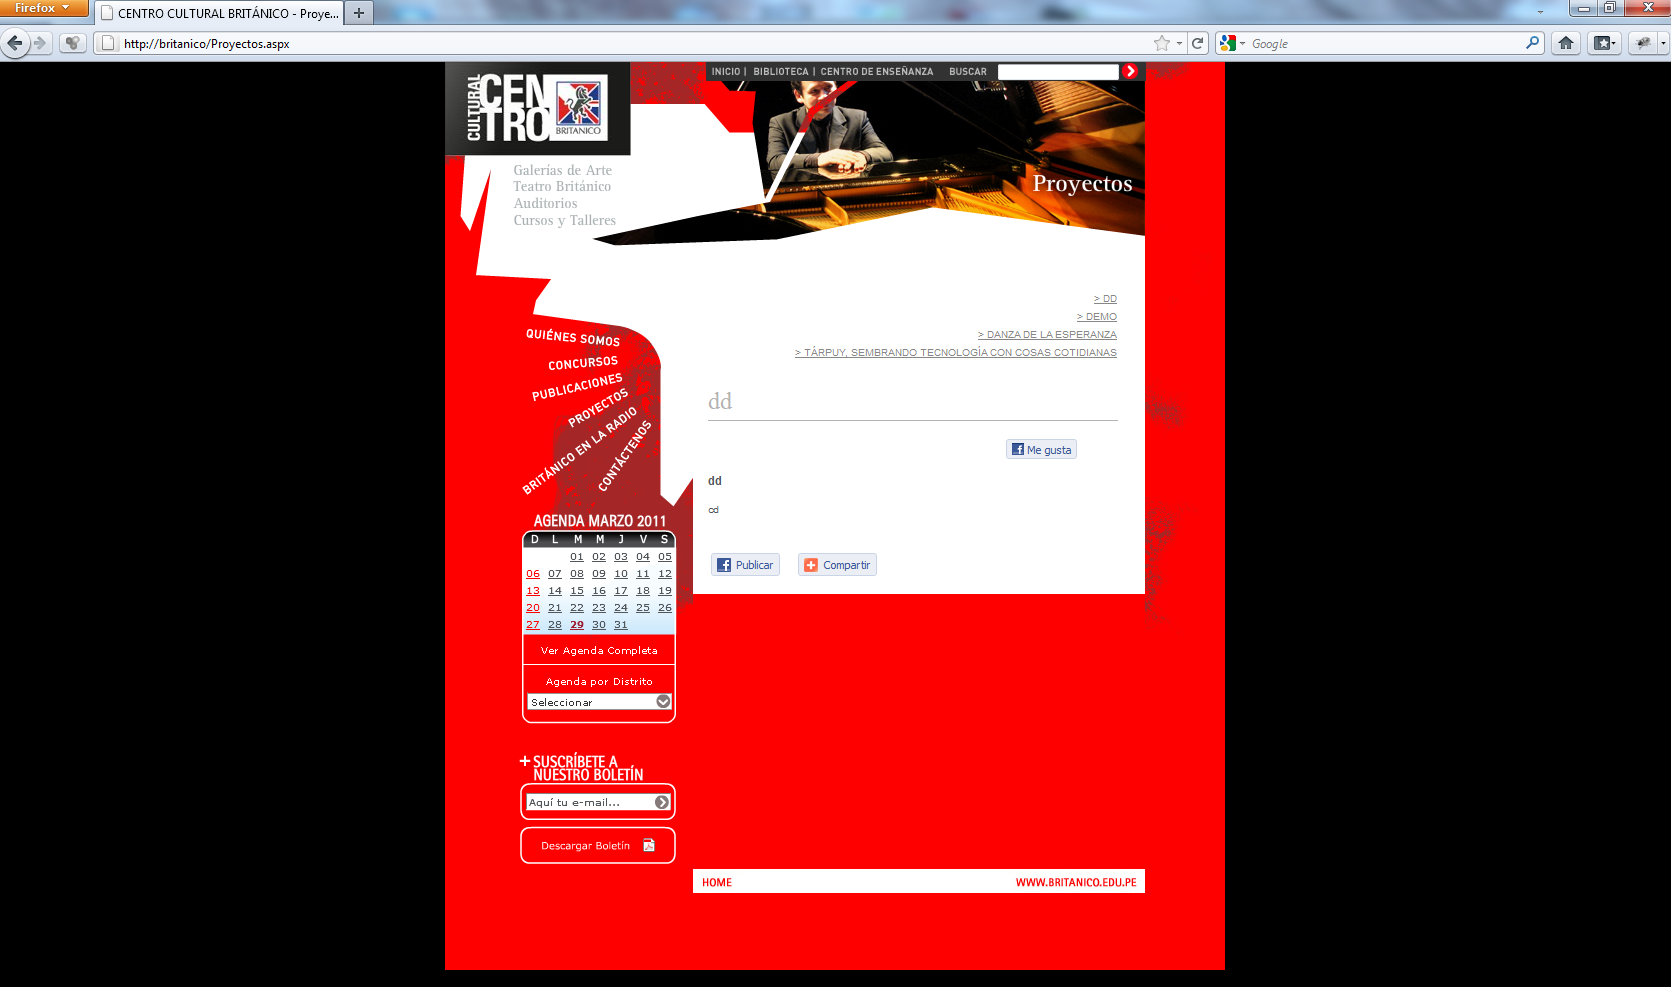 Firefox
CENTRO CULTURAL BRITÁNICO - Proye...
http://britanico/Proyectos.aspx
Google
CULTURAL
CENTRO
BRITANICO
INICIO | BIBLIOTECA | CENTRO DE ENSEÑANZA BUSCAR
Galerías de Arte
Teatro Británico
Auditorios
Cursos y Talleres
Proyectos
> DD
> DEMO
> DANZA DE LA ESPERANZA
> TÁRPUY, SEMBRANDO TECNOLOGÍA CON COSAS COTIDIANAS
QUIÉNES SOMOS
CONCURSOS
PUBLICACIONES
PROYECTOS
BRITÁNICO EN LA RADIO
CONTÁCTENOS
dd
Me gusta
dd
cd
Publicar Compartir
AGENDA MARZO 2011
D L M M J V S
01 02 03 04 05
06 07 08 09 10 11 12
13 14 15 16 17 18 19
20 21 22 23 24 25 26
27 28 29 30 31
Ver Agenda Completa
Agenda por Distrito
Seleccionar
+ SUSCRÍBETE A
NUESTRO BOLETÍN
Aquí tu e-mail...
Descargar Boletín
HOME WWW.BRITANICO.EDU.PE